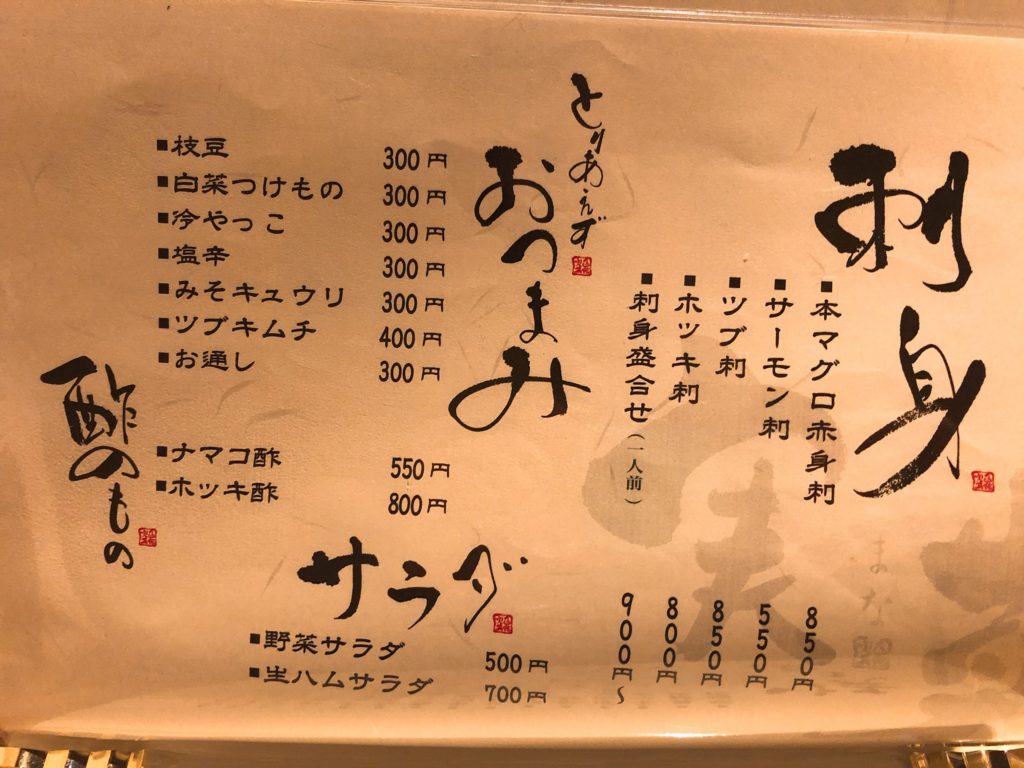 刺身
■本マグロ赤身刺 850円
■サーモン刺 550円
■ツブ刺 850円
■ホッキ刺 800円
■刺身盛合せ(一人前) 900円~
とりあえず
おつまみ
■枝豆 300円
■白菜つけもの 300円
■冷やっこ 300円
■塩辛 300円
■みそキュウリ 300円
■ツブキムチ 400円
■お通し 300円
酢のもの
■ナマコ酢 550円
■ホッキ酢 800円
サラダ
■野菜サラダ 500円
■生ハムサラダ 700円